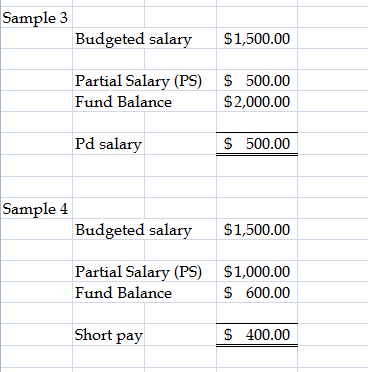 Sample 3
Budgeted salary $1,500.00
Partial Salary (PS) $ 500.00
Fund Balance $2,000.00
Pd salary $ 500.00
Sample 4
Budgeted salary $1,500.00
Partial Salary (PS) $1,000.00
Fund Balance $ 600.00
Short pay $ 400.00